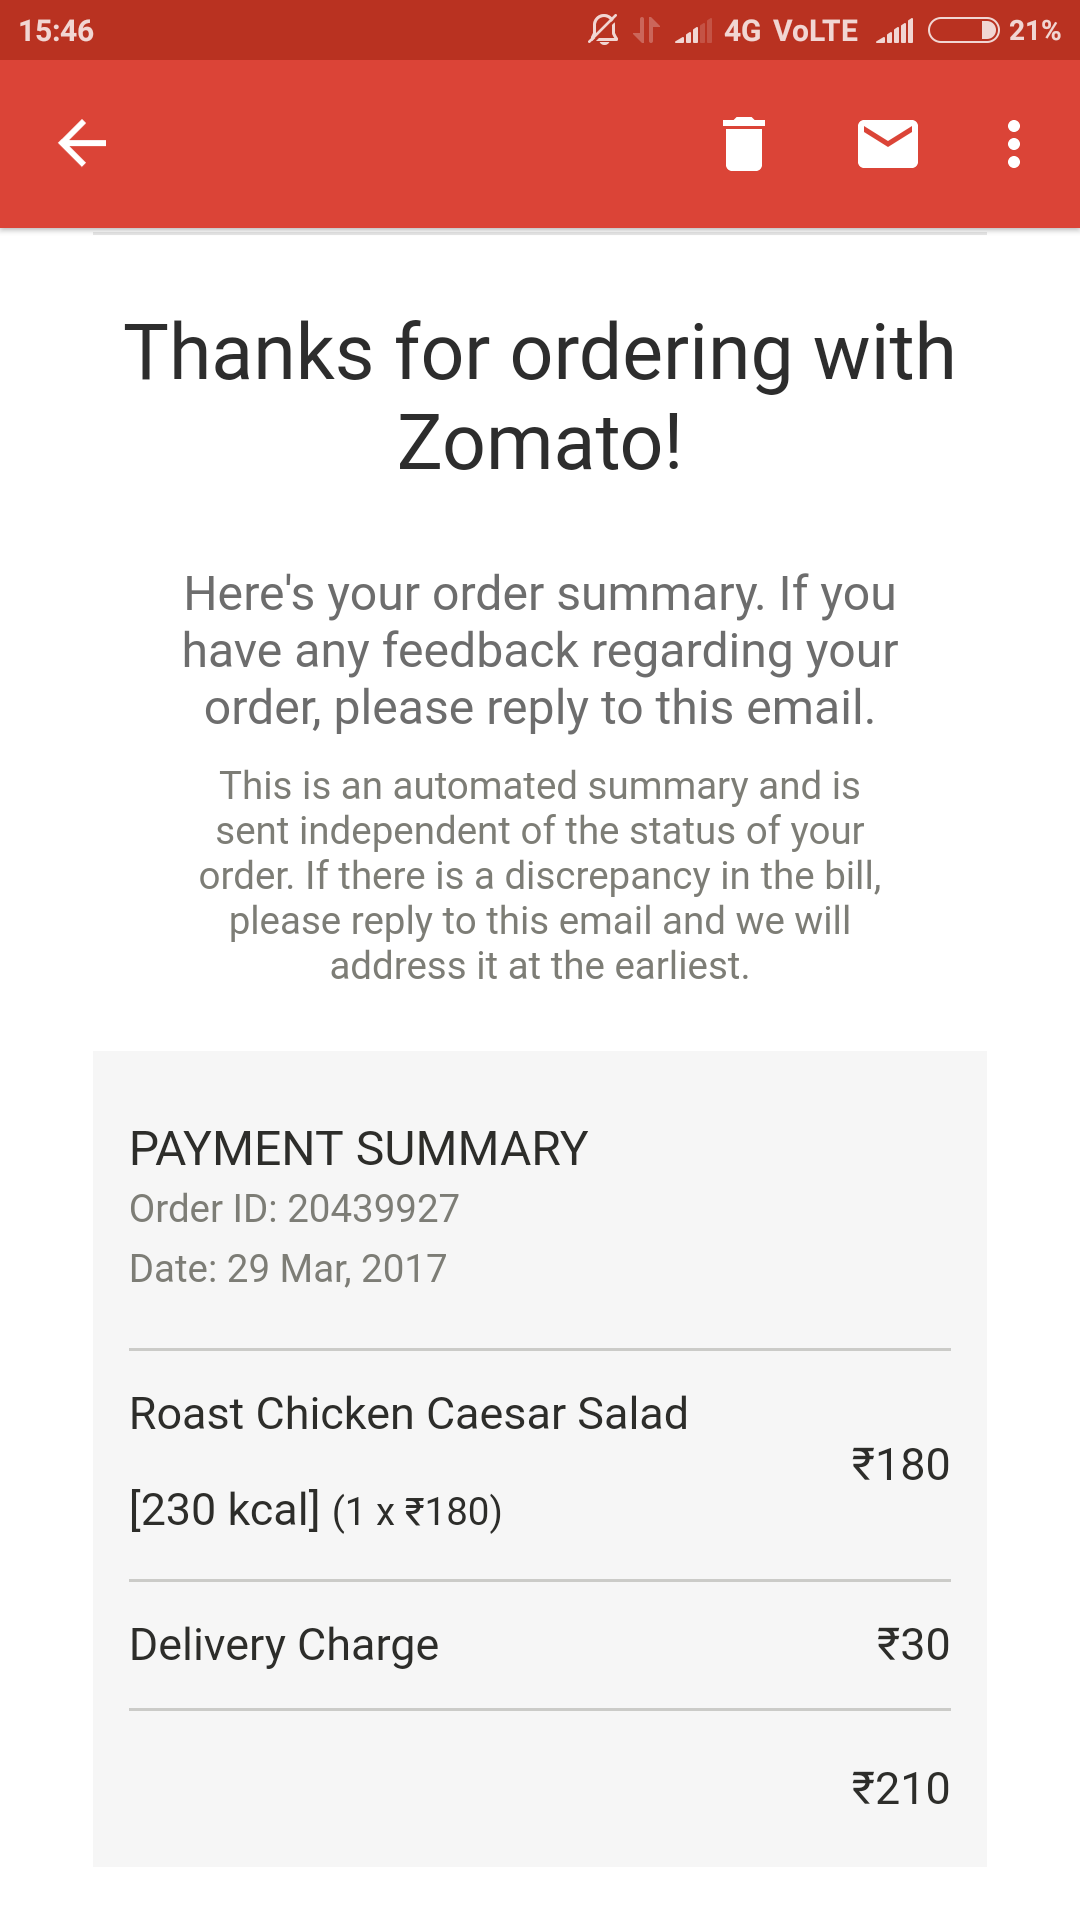 15:46
4G VoLTE
21%
Thanks for ordering with
Zomato!
Here's your order summary. If you
have any feedback regarding your
order, please reply to this email.
This is an automated summary and is
sent independent of the status of your
order. If there is a discrepancy in the bill,
please reply to this email and we will
address it at the earliest.
PAYMENT SUMMARY
Order ID: 20439927
Date: 29 Mar, 2017
Roast Chicken Caesar Salad
₹180
[230 kcal] (1 x ₹180)
Delivery Charge ₹30
₹210